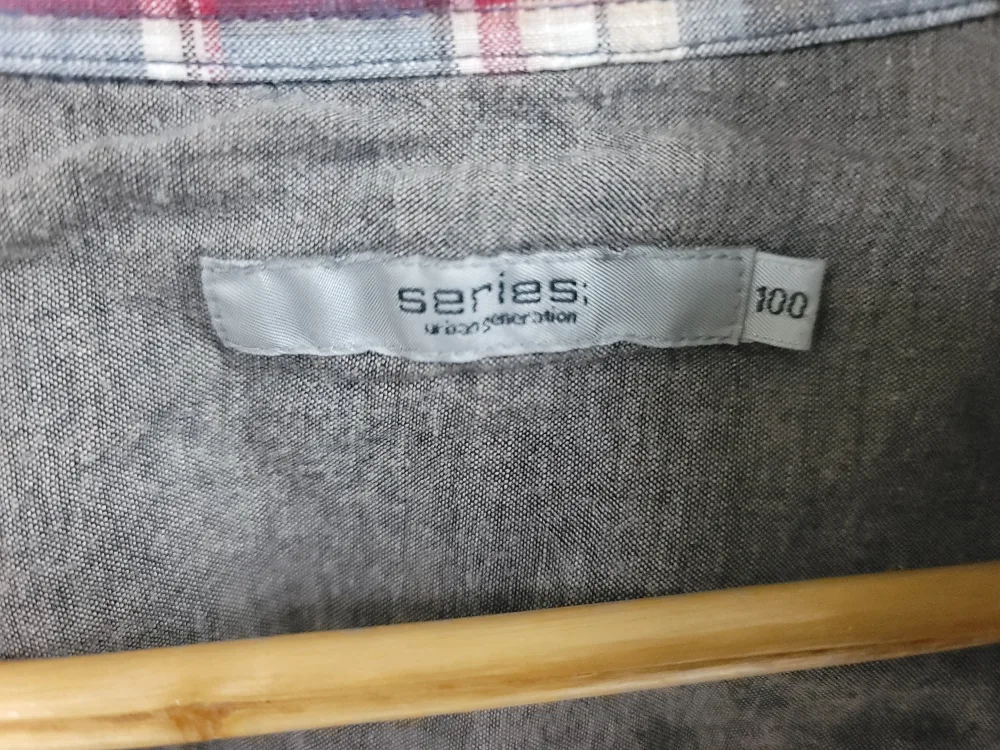 series;
urban generation
100